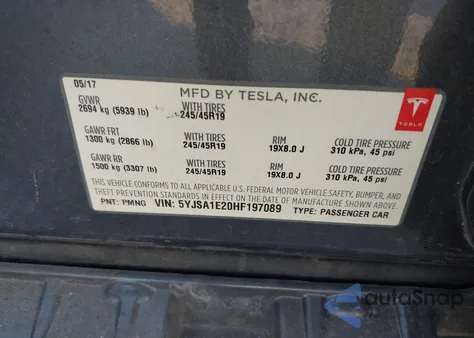 05/17
MFD BY TESLA, INC.
GVWR
2694 kg (5939 lb)
WITH TIRES
245/45R19
TESLA
GAWR FRT
1300 kg (2866 lb)
WITH TIRES
245/45R19
RIM
19X8.0 J
COLD TIRE PRESSURE
310 kPa, 45 psi
GAWR RR
1500 kg (3307 lb)
WITH TIRES
245/45R19
RIM
19X8.0 J
COLD TIRE PRESSURE
310 kPa, 45 psi
THIS VEHICLE CONFORMS TO ALL APPLICABLE U.S. FEDERAL MOTOR VEHICLE SAFETY, BUMPER, AND
THEFT PREVENTION STANDARDS IN EFFECT ON THE DATE OF MANUFACTURE SHOWN ABOVE.
PNT: PMNG VIN: 5YJSA1E20HF197089 TYPE: PASSENGER CAR
autoSnap